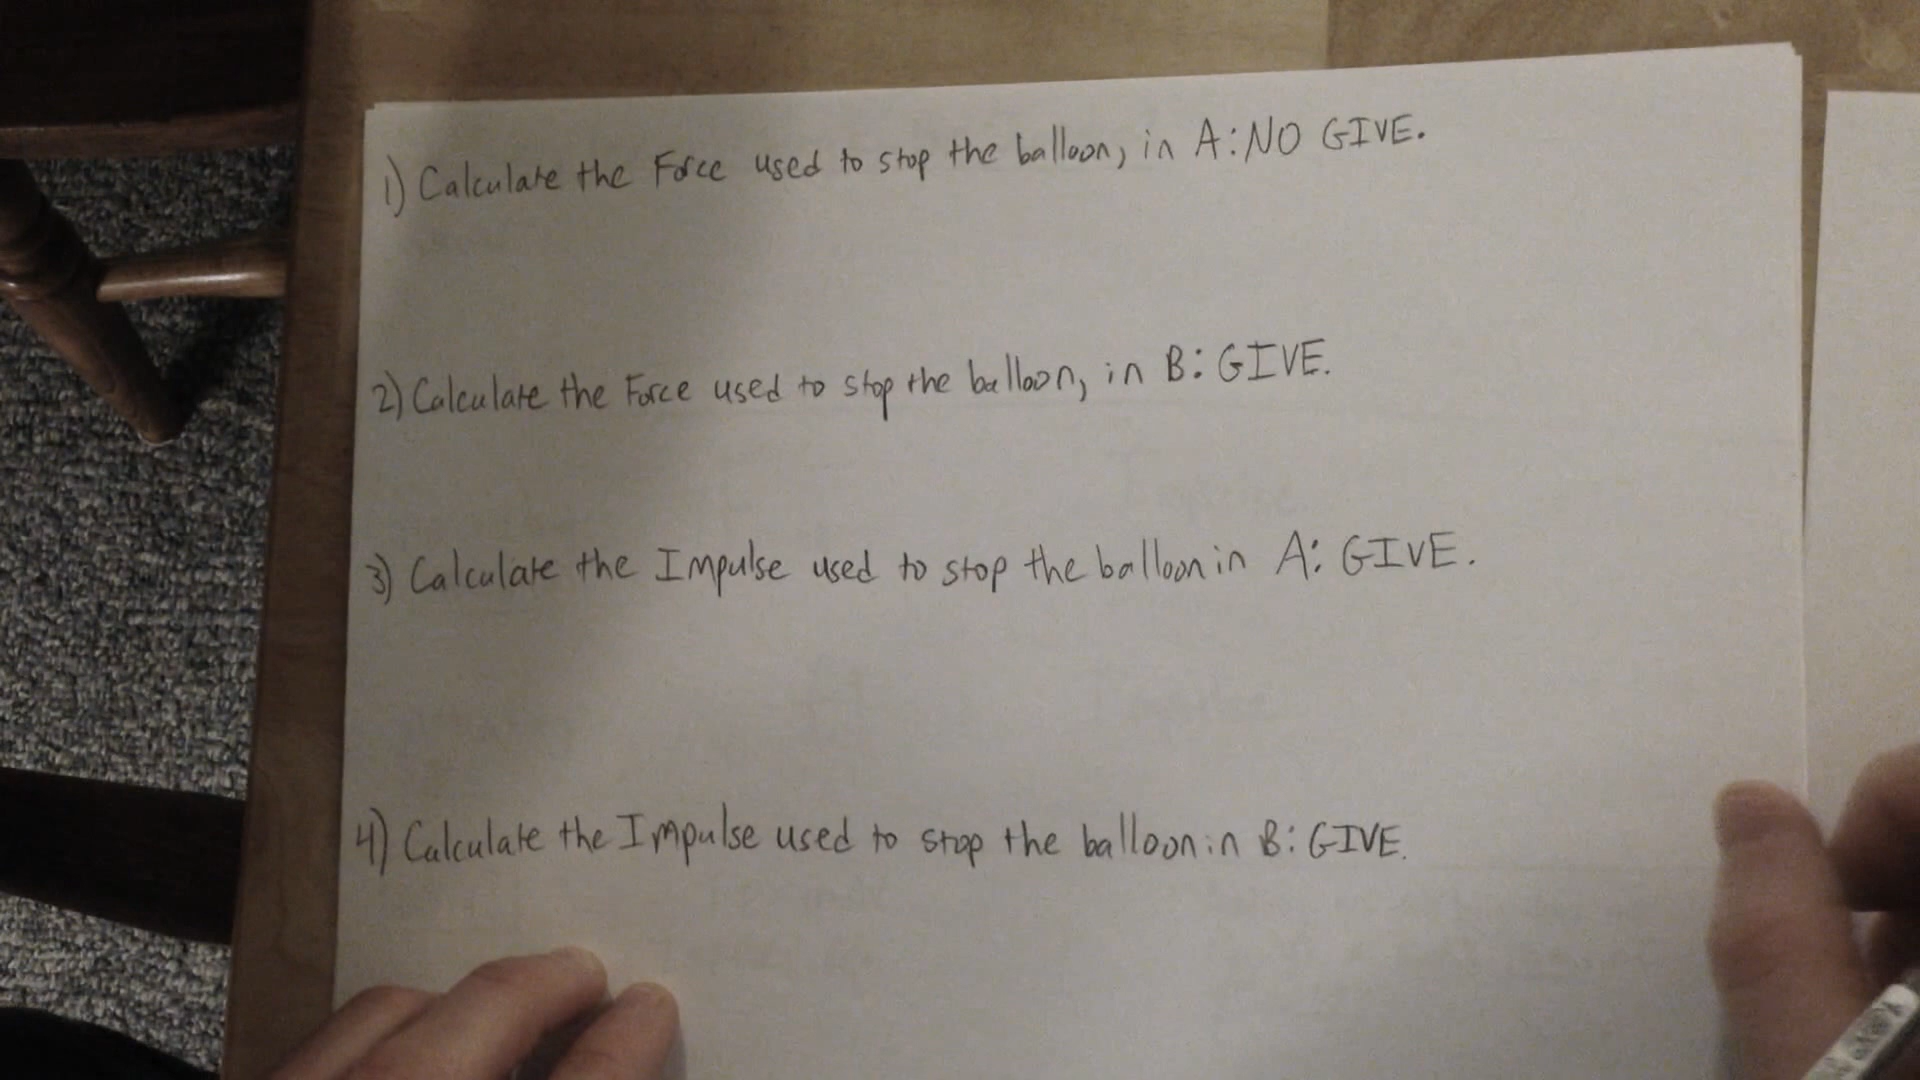 1) Calculate the Force used to stop the balloon, in A: NO GIVE.
2) Calculate the Force used to stop the balloon, in B: GIVE.
3) Calculate the Impulse used to stop the balloon in A: GIVE.
4) Calculate the Impulse used to stop the balloon in B: GIVE.